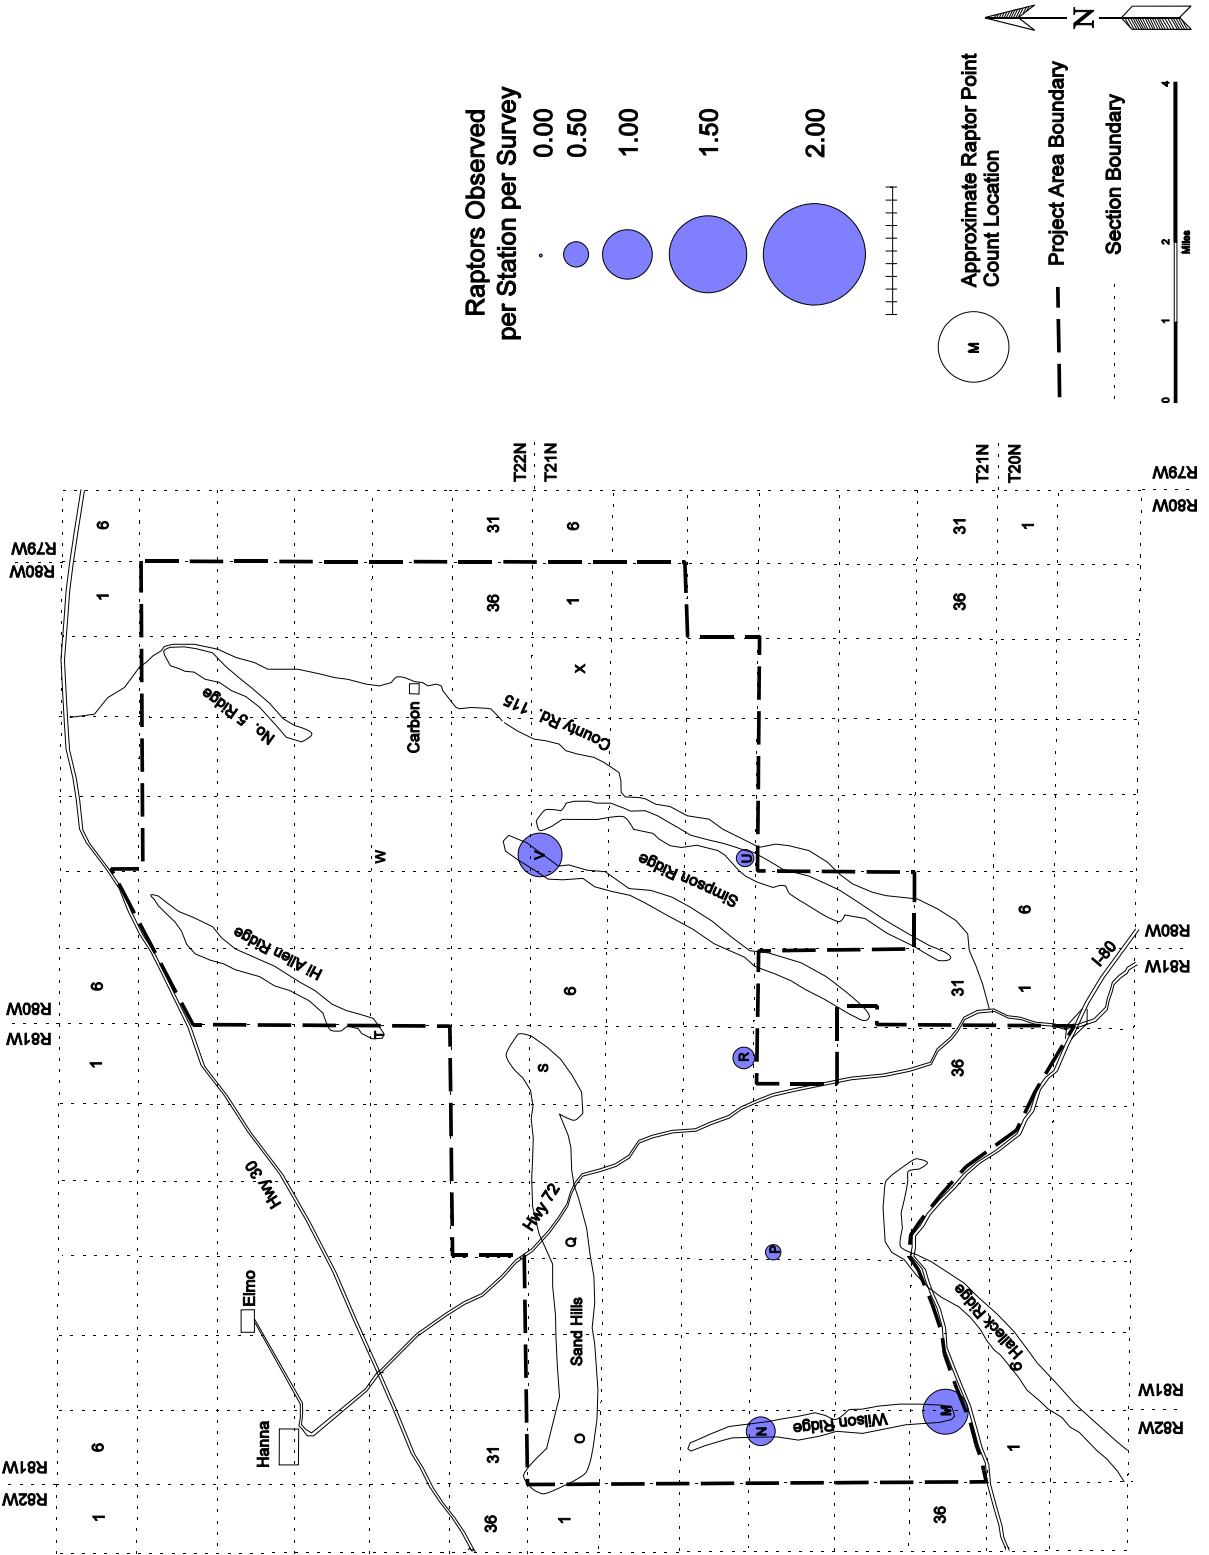 Raptors Observed
per Station per Survey
0.00
0.50
1.00
1.50
2.00
M
Approximate Raptor Point
Count Location
Project Area Boundary
Section Boundary
0
1
2
4
Miles
N
R82W
R81W
R81W
R80W
R80W
R79W
1
6
1
6
1
6
Hanna
Elmo
Hwy 30
Hi Allen Ridge
No. 5 Ridge
Carbon
T
W
36
31
36
31
T22N
T21N
1
6
1
6
O
Sand Hills
Q
Hwy 72
S
V
X
County Rd. 115
Simpson Ridge
N
P
R
U
Wilson Ridge
M
36
36
31
36
31
T21N
T20N
1
1
6
1
9 Halleck Ridge
I-80
R82W
R81W
R81W
R80W
R80W
R79W